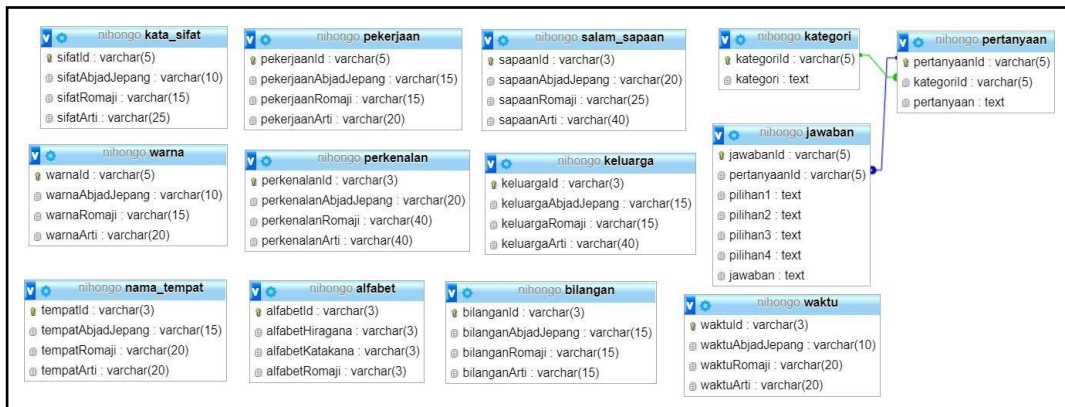 nihongo kata_sifat
sifatId : varchar(5)
sifatAbjadJepang : varchar(10)
sifatRomaji : varchar(15)
sifatArti : varchar(25)
nihongo pekerjaan
pekerjaanId : varchar(5)
pekerjaanAbjadJepang : varchar(15)
pekerjaanRomaji : varchar(15)
pekerjaanArti : varchar(20)
nihongo salam_sapaan
sapaanId : varchar(3)
sapaanAbjadJepang : varchar(20)
sapaanRomaji : varchar(25)
sapaanArti : varchar(40)
nihongo kategori
kategoriId : varchar(5)
kategori : text
nihongo pertanyaan
pertanyaanId : varchar(5)
kategoriId : varchar(5)
pertanyaan : text
nihongo warna
warnaId : varchar(5)
warnaAbjadJepang : varchar(10)
warnaRomaji : varchar(15)
warnaArti : varchar(20)
nihongo perkenalan
perkenalanId : varchar(3)
perkenalanAbjadJepang : varchar(20)
perkenalanRomaji : varchar(40)
perkenalanArti : varchar(40)
nihongo keluarga
keluargaId : varchar(3)
keluargaAbjadJepang : varchar(15)
keluargaRomaji : varchar(15)
keluargaArti : varchar(40)
nihongo jawaban
jawabanId : varchar(5)
pertanyaanId : varchar(5)
pilihan1 : text
pilihan2 : text
pilihan3 : text
pilihan4 : text
jawaban : text
nihongo nama_tempat
tempatId : varchar(3)
tempatAbjadJepang : varchar(15)
tempatRomaji : varchar(20)
tempatArti : varchar(20)
nihongo alfabet
alfabetId : varchar(3)
alfabetHiragana : varchar(3)
alfabetKatakana : varchar(3)
alfabetRomaji : varchar(3)
nihongo bilangan
bilanganId : varchar(3)
bilanganAbjadJepang : varchar(15)
bilanganRomaji : varchar(15)
bilanganArti : varchar(15)
nihongo waktu
waktuId : varchar(3)
waktuAbjadJepang : varchar(10)
waktuRomaji : varchar(20)
waktuArti : varchar(20)